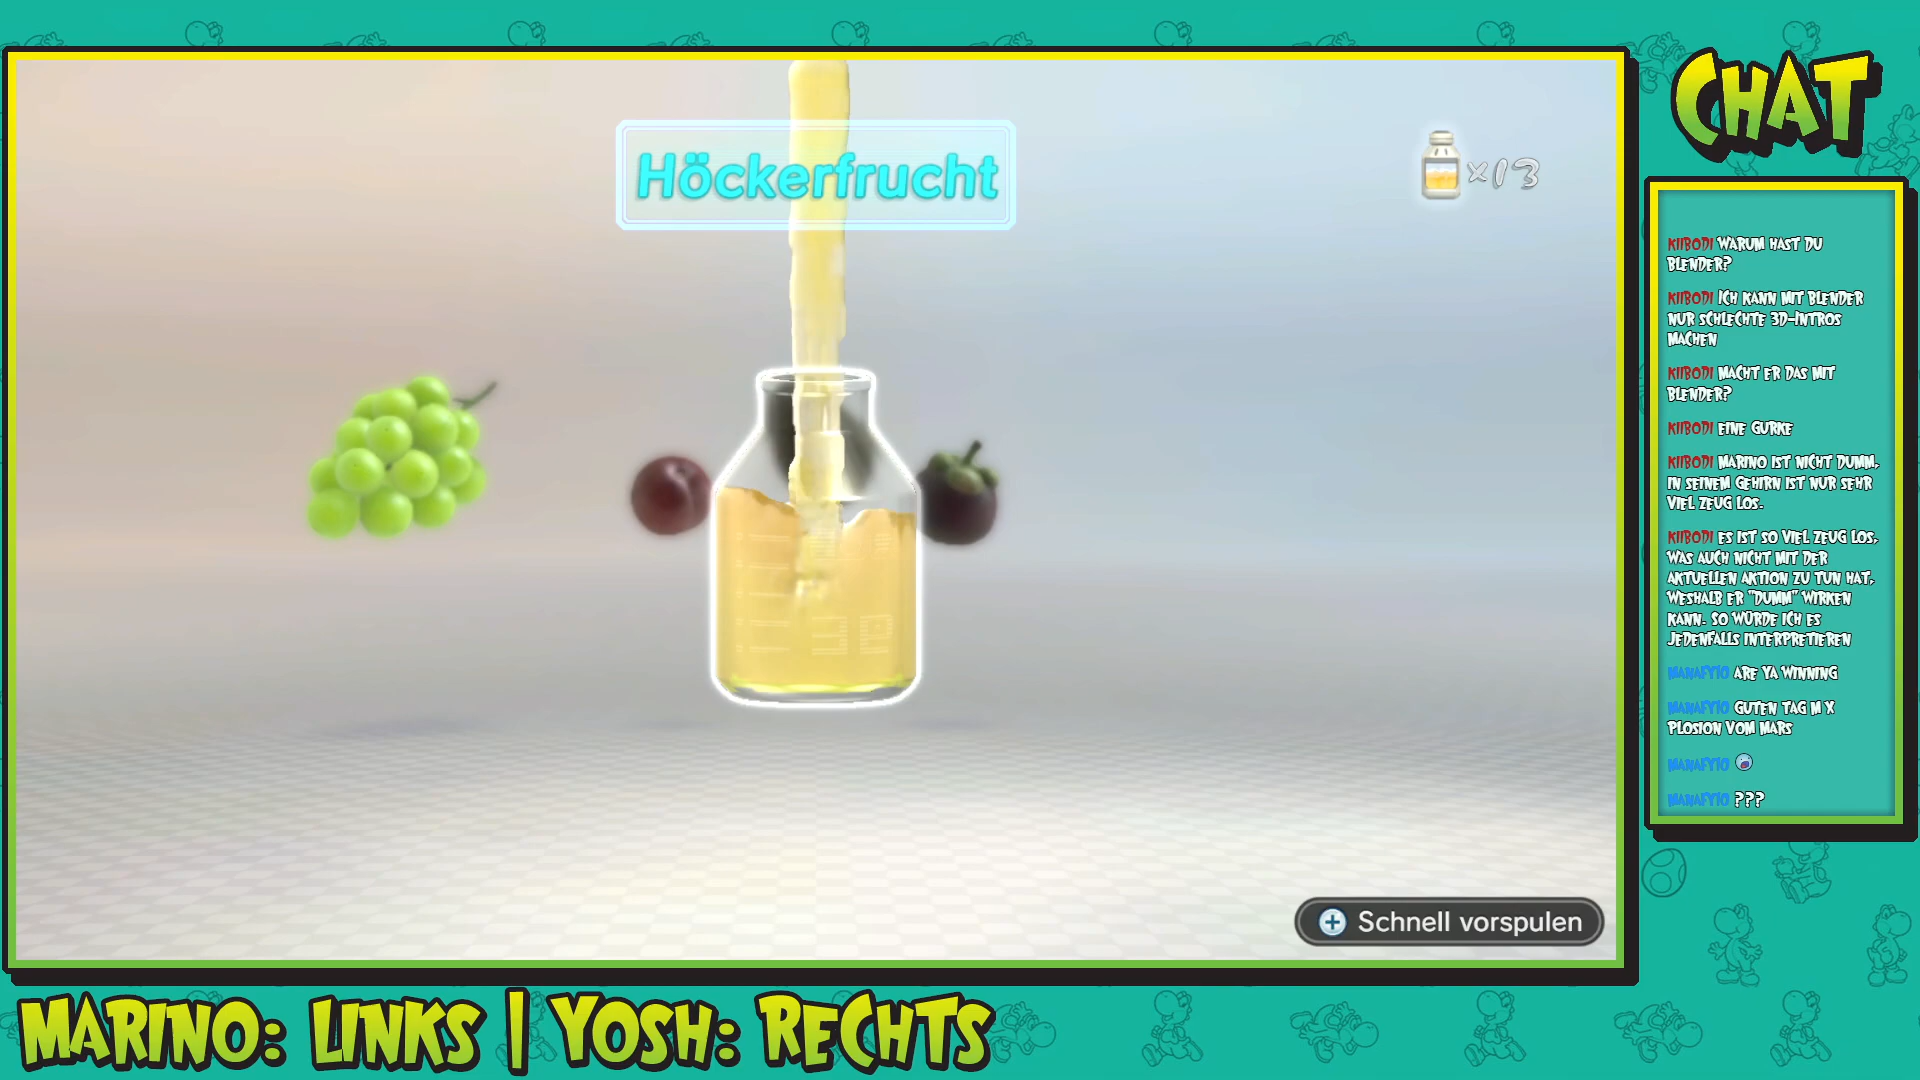 Höckerfrucht
×13
Schnell vorspulen
CHAT
KIIBODI WARUM HAST DU
BLENDER?
KIIBODI ICH KANN MIT BLENDER
NUR SCHLECHTE 3D-INTROS
MACHEN
KIIBODI MACHT ER DAS MIT
BLENDER?
KIIBODI EINE GURKE
KIIBODI MARINO IST NICHT DUMM,
IN SEINEM GEHIRN IST NUR SEHR
VIEL ZEUG LOS.
KIIBODI ES IST SO VIEL ZEUG LOS,
WAS AUCH NICHT MIT DER
AKTUELLEN AKTION ZU TUN HAT,
WESHALB ER "DUMM" WIRKEN
KANN. SO WÜRDE ICH ES
JEDENFALLS INTERPRETIEREN
MANAFY10 ARE YA WINNING
MANAFY10 GUTEN TAG M X
PLOSION VOM MARS
MANAFY10
MANAFY10 ???
MARINO: LINKS | YOSH: RECHTS